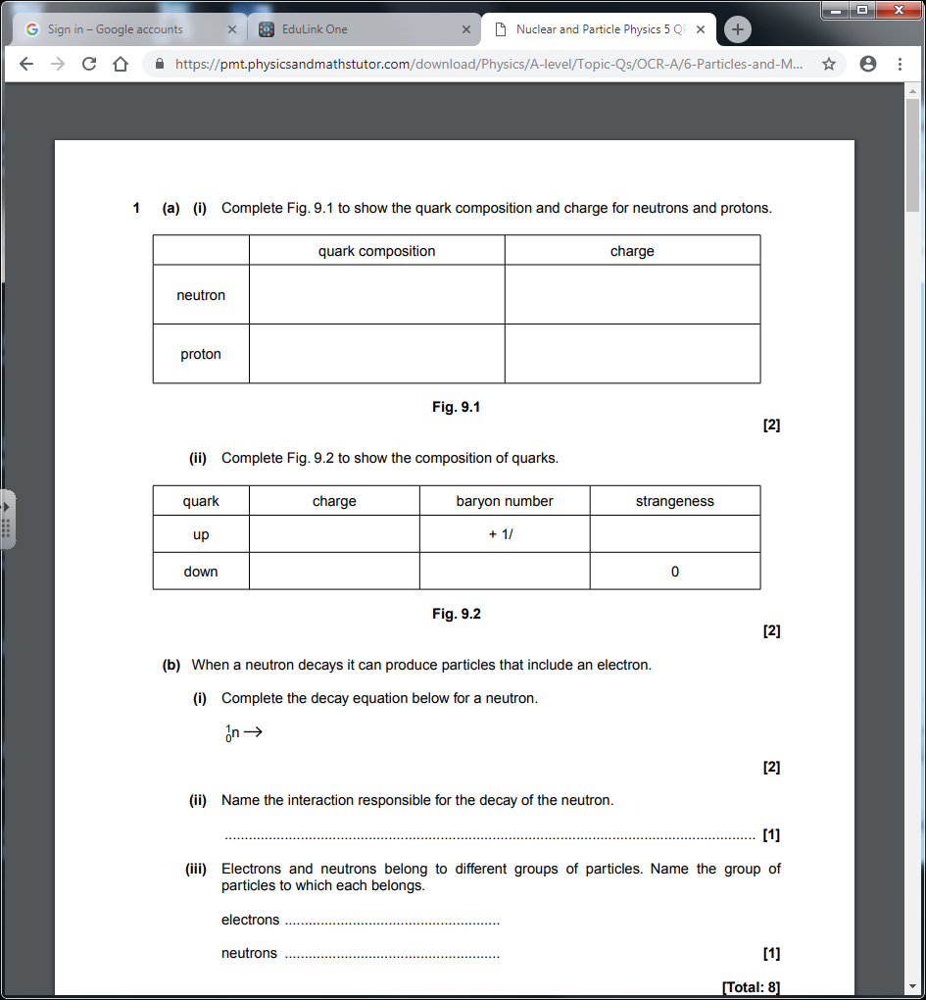 Sign in – Google accounts
EduLink One
Nuclear and Particle Physics 5 QP
https://pmt.physicsandmathstutor.com/download/Physics/A-level/Topic-Qs/OCR-A/6-Particles-and-M...
1 (a) (i) Complete Fig. 9.1 to show the quark composition and charge for neutrons and protons.
quark composition charge
neutron
proton
Fig. 9.1
[2]
(ii) Complete Fig. 9.2 to show the composition of quarks.
quark charge baryon number strangeness
up + 1/
down 0
Fig. 9.2
[2]
(b) When a neutron decays it can produce particles that include an electron.
(i) Complete the decay equation below for a neutron.
¹₀n →
[2]
(ii) Name the interaction responsible for the decay of the neutron.
.................................................................................................................................... [1]
(iii) Electrons and neutrons belong to different groups of particles. Name the group of
particles to which each belongs.
electrons ......................................................
neutrons ...................................................... [1]
[Total: 8]